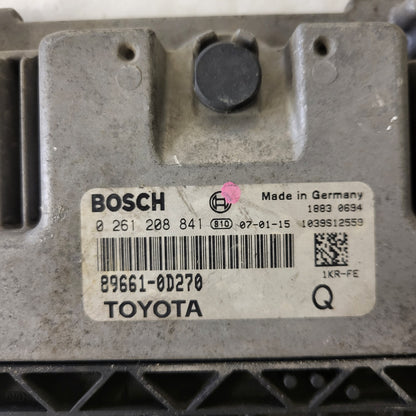 BOSCH Made in Germany
1883 0694
0 261 208 841 B10 07-01-15 1039S12559
89661-0D270 1KR-FE
TOYOTA Q